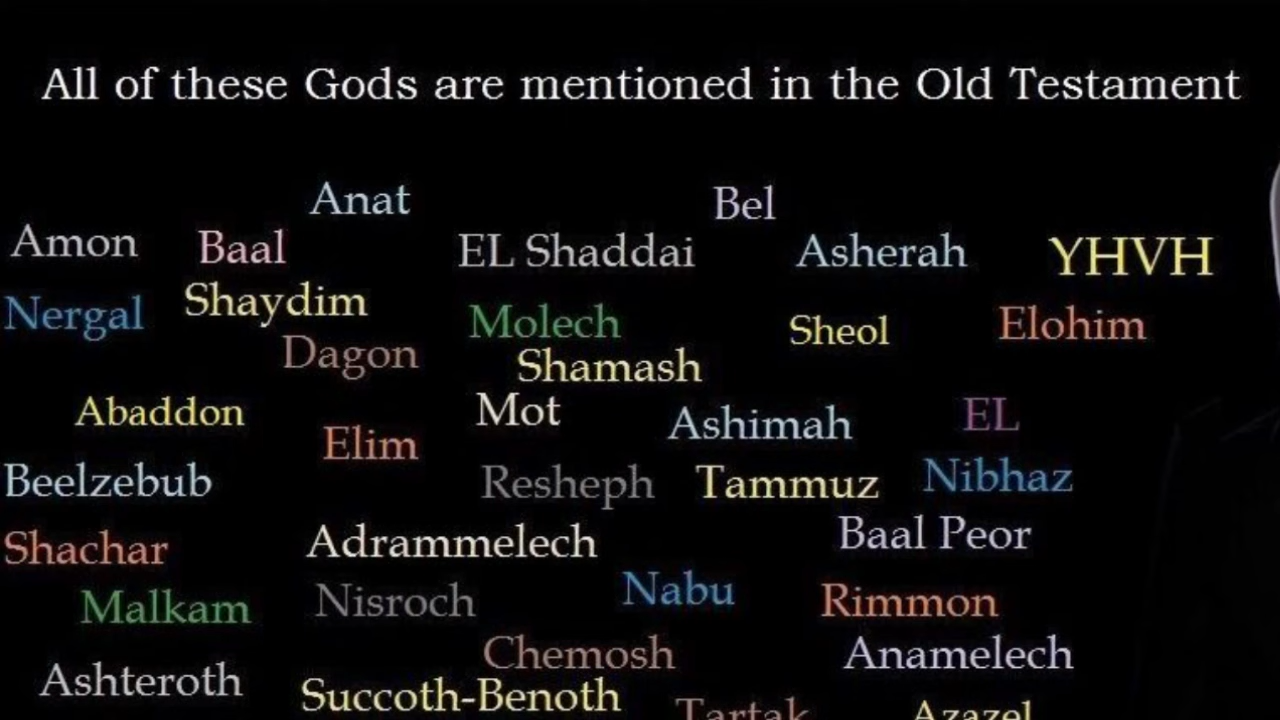 All of these Gods are mentioned in the Old Testament
Anat
Bel
Amon
Baal
EL Shaddai
Asherah
YHVH
Nergal
Shaydim
Molech
Sheol
Elohim
Dagon
Shamash
Abaddon
Mot
Ashimah
EL
Elim
Beelzebub
Resheph
Tammuz
Nibhaz
Shachar
Adrammelech
Baal Peor
Malkam
Nisroch
Nabu
Rimmon
Chemosh
Anamelech
Ashteroth
Succoth-Benoth
Tartak
Azazel